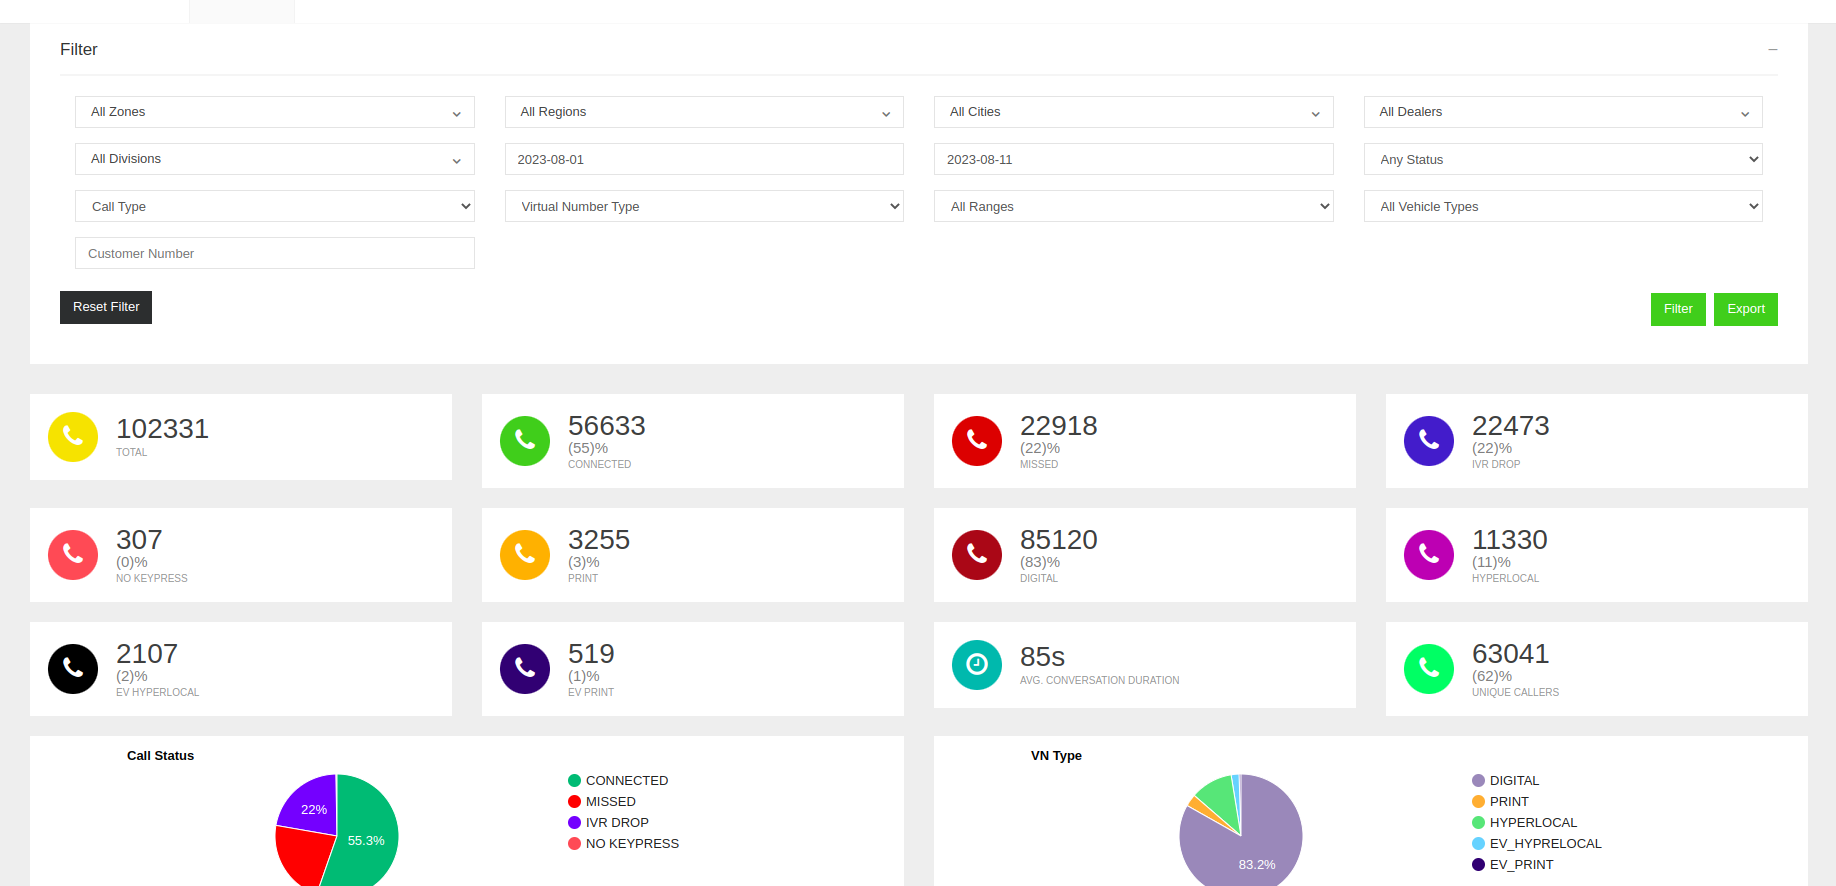 Filter
All Zones
All Regions
All Cities
All Dealers
All Divisions
2023-08-01
2023-08-11
Any Status
Call Type
Virtual Number Type
All Ranges
All Vehicle Types
Customer Number
Reset Filter
Filter
Export
102331
TOTAL
56633
(55)%
CONNECTED
22918
(22)%
MISSED
22473
(22)%
IVR DROP
307
(0)%
NO KEYPRESS
3255
(3)%
PRINT
85120
(83)%
DIGITAL
11330
(11)%
HYPERLOCAL
2107
(2)%
EV HYPERLOCAL
519
(1)%
EV PRINT
85s
AVG. CONVERSATION DURATION
63041
(62)%
UNIQUE CALLERS
Call Status
22%
55.3%
CONNECTED
MISSED
IVR DROP
NO KEYPRESS
VN Type
83.2%
DIGITAL
PRINT
HYPERLOCAL
EV_HYPRELOCAL
EV_PRINT